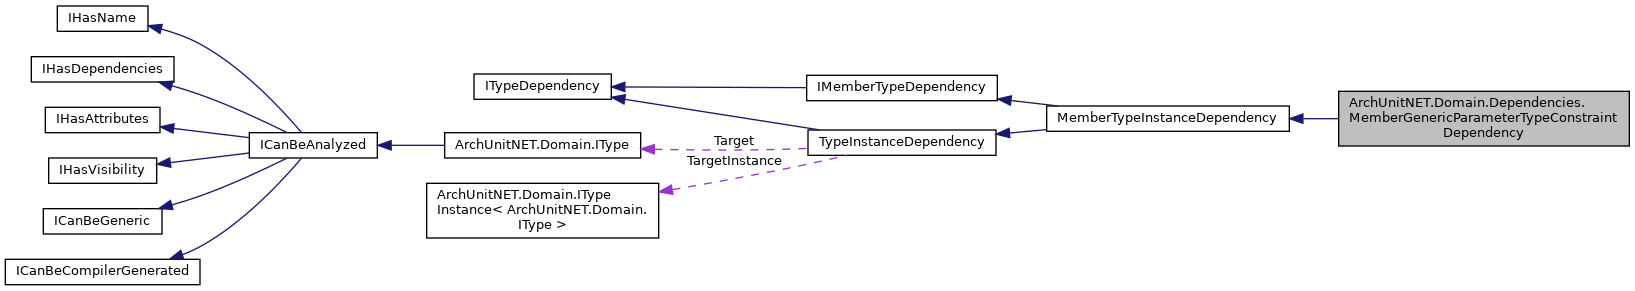 IHasName
IHasDependencies
IHasAttributes
IHasVisibility
ICanBeGeneric
ICanBeCompilerGenerated
ICanBeAnalyzed
ITypeDependency
ArchUnitNET.Domain.IType
ArchUnitNET.Domain.IType
Instance< ArchUnitNET.Domain.
IType >
Target
TargetInstance
IMemberTypeDependency
TypeInstanceDependency
MemberTypeInstanceDependency
ArchUnitNET.Domain.Dependencies.
MemberGenericParameterTypeConstraint
Dependency